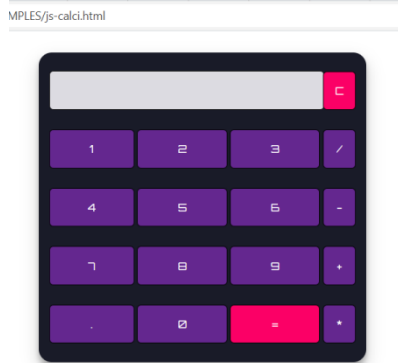 MPLES/js-calci.html
C
1 2 3 /
4 5 6 -
7 8 9 +
. 0 = *